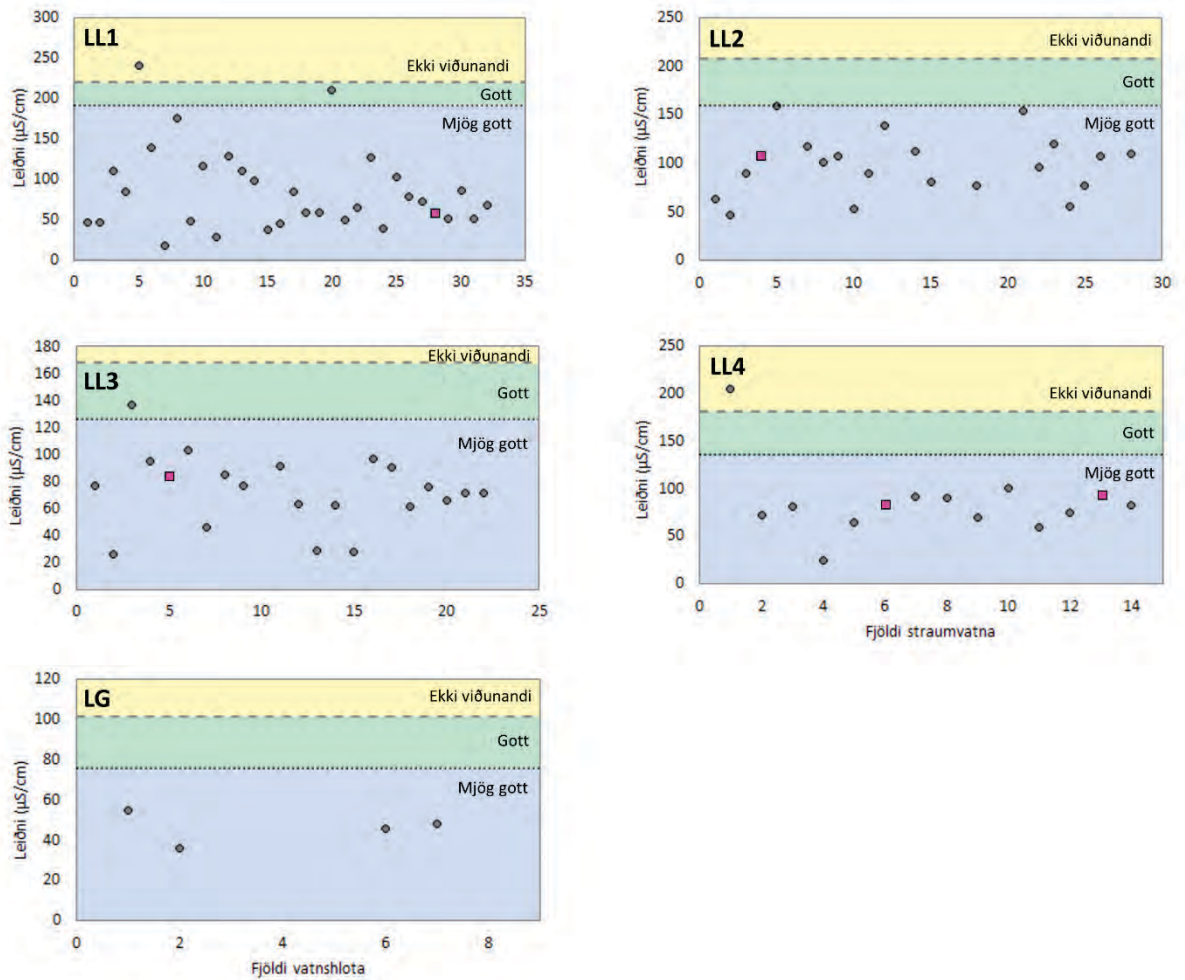 LL1
Ekki viðunandi
Gott
Mjög gott
Leiðni (µS/cm)
300
250
200
150
100
50
0
0 5 10 15 20 25 30 35
LL2
Ekki viðunandi
Gott
Mjög gott
Leiðni (µS/cm)
250
200
150
100
50
0
0 5 10 15 20 25 30
LL3
Ekki viðunandi
Gott
Mjög gott
Leiðni (µS/cm)
180
160
140
120
100
80
60
40
20
0
0 5 10 15 20 25
LL4
Ekki viðunandi
Gott
Mjög gott
Leiðni (µS/cm)
250
200
150
100
50
0
0 2 4 6 8 10 12 14
Fjöldi straumvatna
LG
Ekki viðunandi
Gott
Mjög gott
Leiðni (µS/cm)
120
100
80
60
40
20
0
0 2 4 6 8
Fjöldi vatnshlota